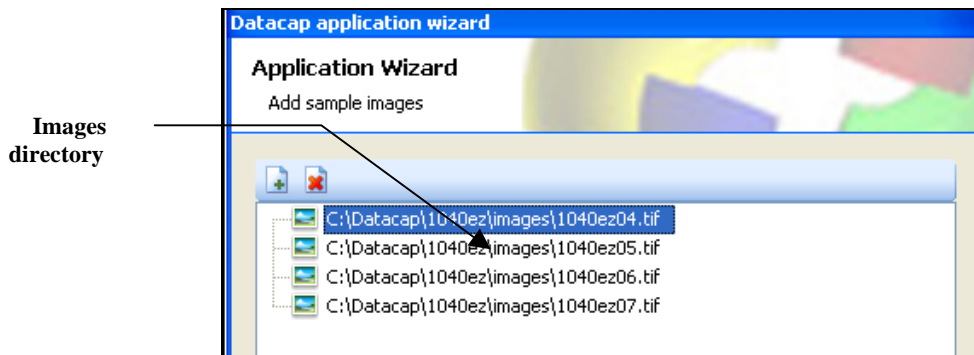 Datacap application wizard
Application Wizard
Add sample images
Images
directory
C:\Datacap\1040ez\images\1040ez04.tif
C:\Datacap\1040ez\images\1040ez05.tif
C:\Datacap\1040ez\images\1040ez06.tif
C:\Datacap\1040ez\images\1040ez07.tif